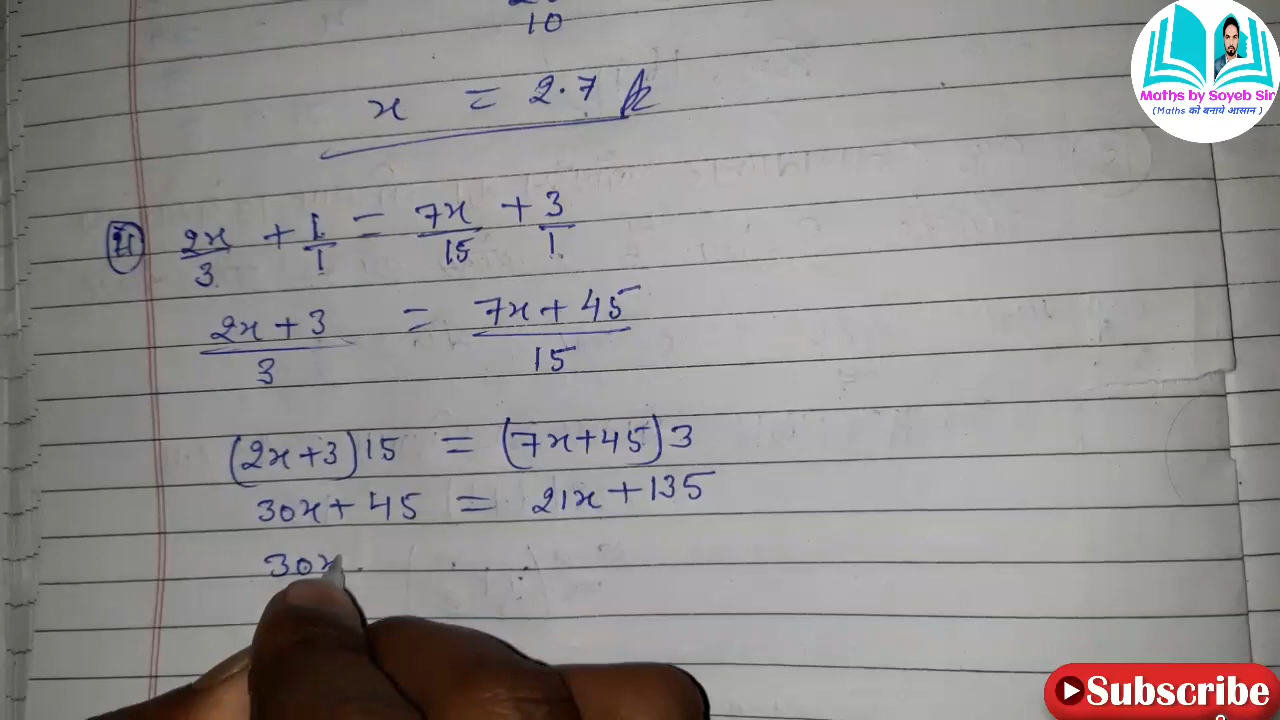 10
x = 2.7
Maths by Soyeb Sir
(Maths को बनाये आसान)
2x/3 + 1/1 = 7x/15 + 3/1
2x + 3/3 = 7x + 45/15
(2x+3)15 = (7x+45)3
30x + 45 = 21x + 135
30x
Subscribe